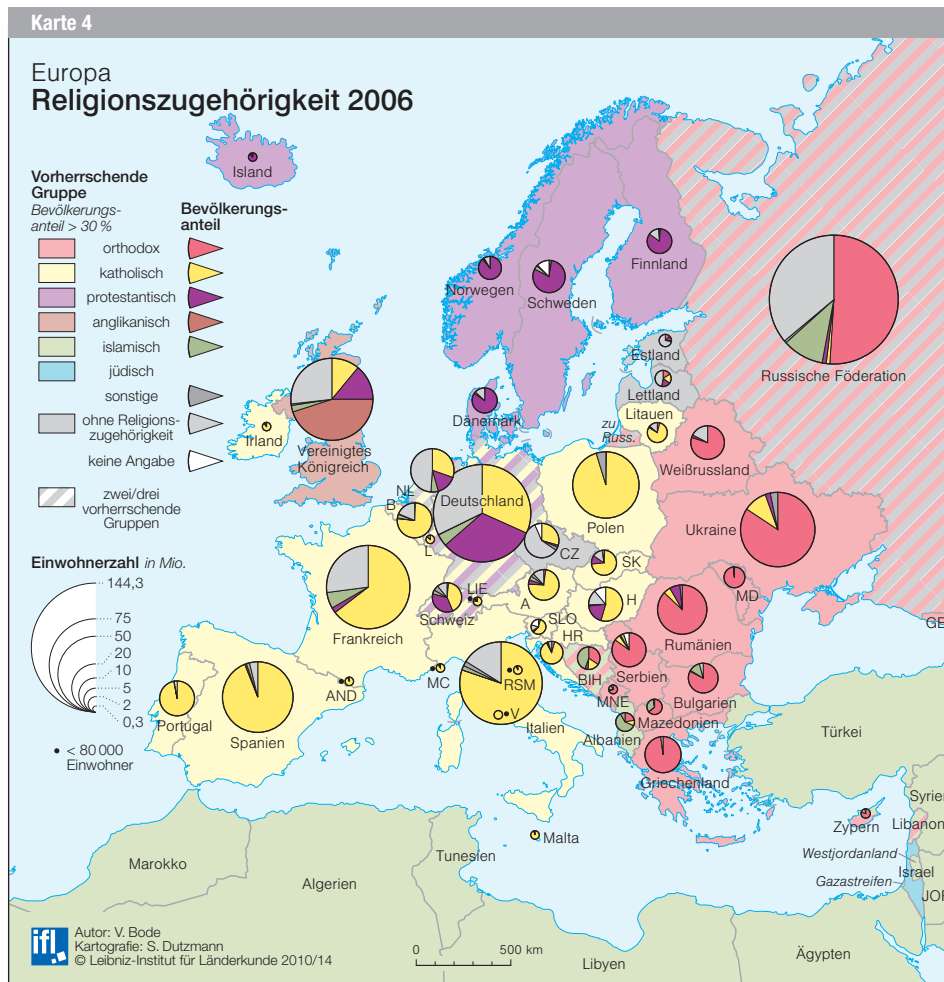 Karte 4
Europa
Religionszugehörigkeit 2006
Vorherrschende
Gruppe
Bevölkerungs-
anteil > 30 %
Bevölkerungs-
anteil
orthodox
katholisch
protestantisch
anglikanisch
islamisch
jüdisch
sonstige
ohne Religions-
zugehörigkeit
keine Angabe
zwei/drei
vorherrschende
Gruppen
Einwohnerzahl in Mio.
144,3
75
50
20
10
5
2
0,3
< 80 000
Einwohner
Island
Norwegen
Schweden
Finnland
Russische Föderation
Estland
Lettland
Litauen
zu
Russ.
Dänemark
Irland
Vereinigtes
Königreich
Weißrussland
NL
B
L
Deutschland
Polen
Ukraine
CZ
SK
MD
Frankreich
Schweiz
LIE
A
H
SLO
HR
Rumänien
BIH
Serbien
MNE
Bulgarien
Mazedonien
Albanien
Griechenland
Portugal
Spanien
AND
MC
RSM
V
Italien
Malta
Türkei
GE
Zypern
Syrien
Libanon
Westjordanland
Israel
Gazastreifen
JOR
Marokko
Algerien
Tunesien
Libyen
Ägypten
0 500 km
ifl
Autor: V. Bode
Kartografie: S. Dutzmann
© Leibniz-Institut für Länderkunde 2010/14